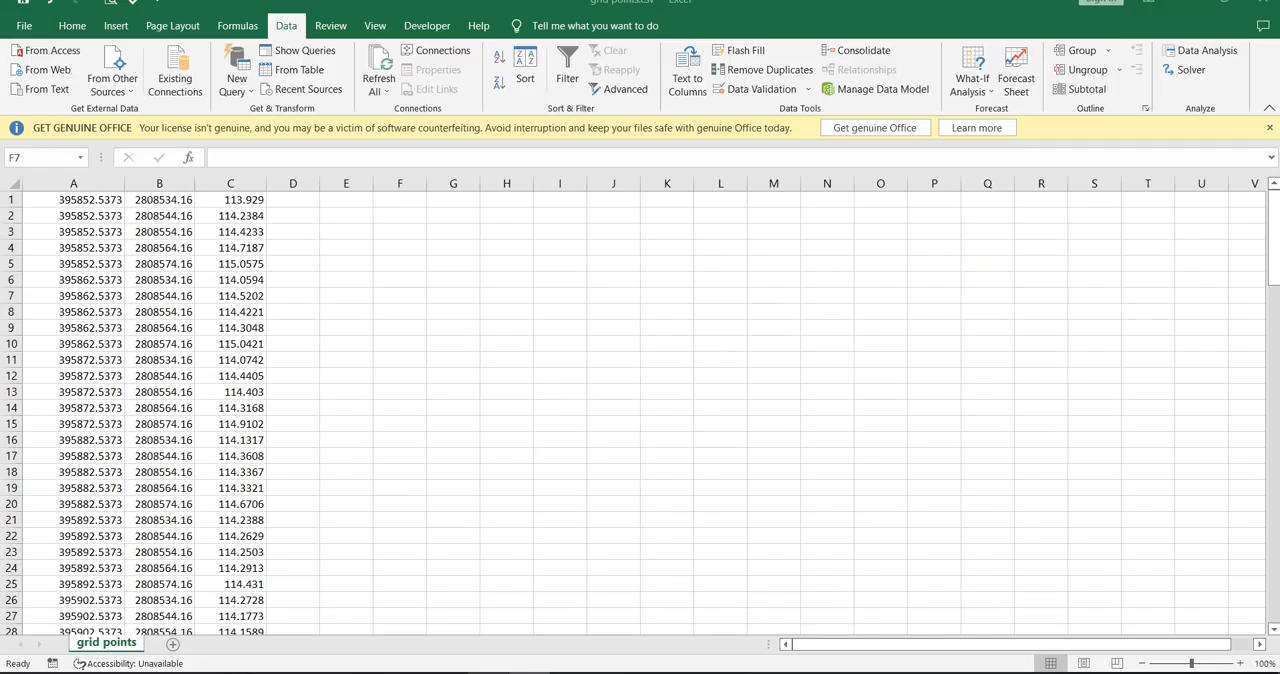 grid points.csv - Excel
Sign in
File Home Insert Page Layout Formulas Data Review View Developer Help Tell me what you want to do
From Access
From Web
From Text
From Other Sources
Existing Connections
Get External Data
New Query
Show Queries
From Table
Recent Sources
Get & Transform
Refresh All
Connections
Properties
Edit Links
Connections
Sort
Filter
Clear
Reapply
Advanced
Sort & Filter
Text to Columns
Flash Fill
Remove Duplicates
Data Validation
Consolidate
Relationships
Manage Data Model
Data Tools
What-If Analysis
Forecast Sheet
Forecast
Group
Ungroup
Subtotal
Outline
Data Analysis
Solver
Analyze
GET GENUINE OFFICE Your license isn't genuine, and you may be a victim of software counterfeiting. Avoid interruption and keep your files safe with genuine Office today. Get genuine Office Learn more
F7 fx
A B C D E F G H I J K L M N O P Q R S T U V
1 395852.5373 2808534.16 113.929
2 395852.5373 2808544.16 114.2384
3 395852.5373 2808554.16 114.4233
4 395852.5373 2808564.16 114.7187
5 395852.5373 2808574.16 115.0575
6 395862.5373 2808534.16 114.0594
7 395862.5373 2808544.16 114.5202
8 395862.5373 2808554.16 114.4221
9 395862.5373 2808564.16 114.3048
10 395862.5373 2808574.16 115.0421
11 395872.5373 2808534.16 114.0742
12 395872.5373 2808544.16 114.4405
13 395872.5373 2808554.16 114.403
14 395872.5373 2808564.16 114.3168
15 395872.5373 2808574.16 114.9102
16 395882.5373 2808534.16 114.1317
17 395882.5373 2808544.16 114.3608
18 395882.5373 2808554.16 114.3367
19 395882.5373 2808564.16 114.3321
20 395882.5373 2808574.16 114.6706
21 395892.5373 2808534.16 114.2388
22 395892.5373 2808544.16 114.2629
23 395892.5373 2808554.16 114.2503
24 395892.5373 2808564.16 114.2913
25 395892.5373 2808574.16 114.431
26 395902.5373 2808534.16 114.2728
27 395902.5373 2808544.16 114.1773
28 395902.5373 2808554.16 114.1589
grid points
Ready Accessibility: Unavailable 100%